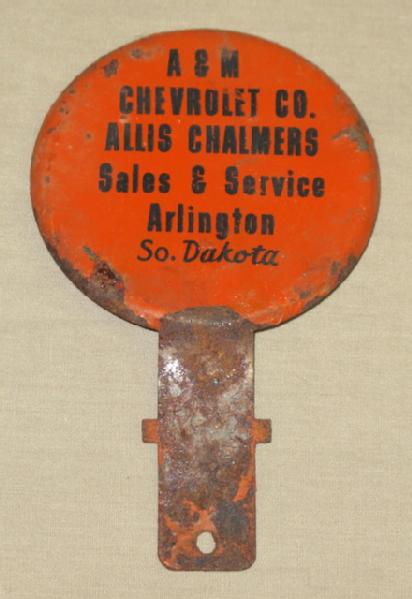 A & M
CHEVROLET CO.
ALLIS CHALMERS
Sales & Service
Arlington
So. Dakota